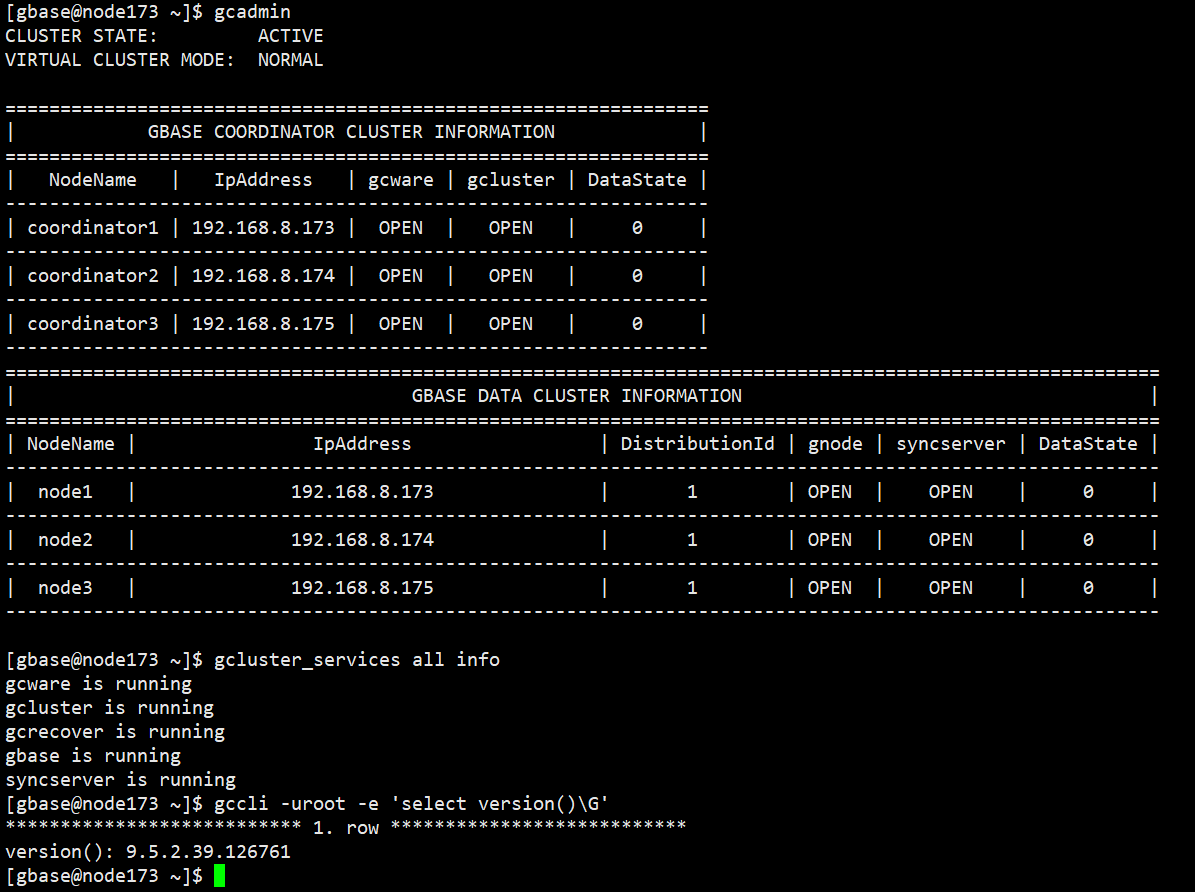 [gbase@node173 ~]$ gcadmin
CLUSTER STATE:         ACTIVE
VIRTUAL CLUSTER MODE:  NORMAL
================================================================
|            GBASE COORDINATOR CLUSTER INFORMATION             |
================================================================
|   NodeName   |   IpAddress   | gcware | gcluster | DataState |
----------------------------------------------------------------
| coordinator1 | 192.168.8.173 |  OPEN  |   OPEN   |     0     |
----------------------------------------------------------------
| coordinator2 | 192.168.8.174 |  OPEN  |   OPEN   |     0     |
----------------------------------------------------------------
| coordinator3 | 192.168.8.175 |  OPEN  |   OPEN   |     0     |
----------------------------------------------------------------
=========================================================================================================
|                                    GBASE DATA CLUSTER INFORMATION                                     |
=========================================================================================================
| NodeName |                IpAddress                 | DistributionId | gnode | syncserver | DataState |
---------------------------------------------------------------------------------------------------------
|  node1   |              192.168.8.173               |       1        | OPEN  |    OPEN    |     0     |
---------------------------------------------------------------------------------------------------------
|  node2   |              192.168.8.174               |       1        | OPEN  |    OPEN    |     0     |
---------------------------------------------------------------------------------------------------------
|  node3   |              192.168.8.175               |       1        | OPEN  |    OPEN    |     0     |
---------------------------------------------------------------------------------------------------------
[gbase@node173 ~]$ gcluster_services all info
gcware is running
gcluster is running
gcrecover is running
gbase is running
syncserver is running
[gbase@node173 ~]$ gccli -uroot -e 'select version()\G'
*************************** 1. row ***************************
version(): 9.5.2.39.126761
[gbase@node173 ~]$